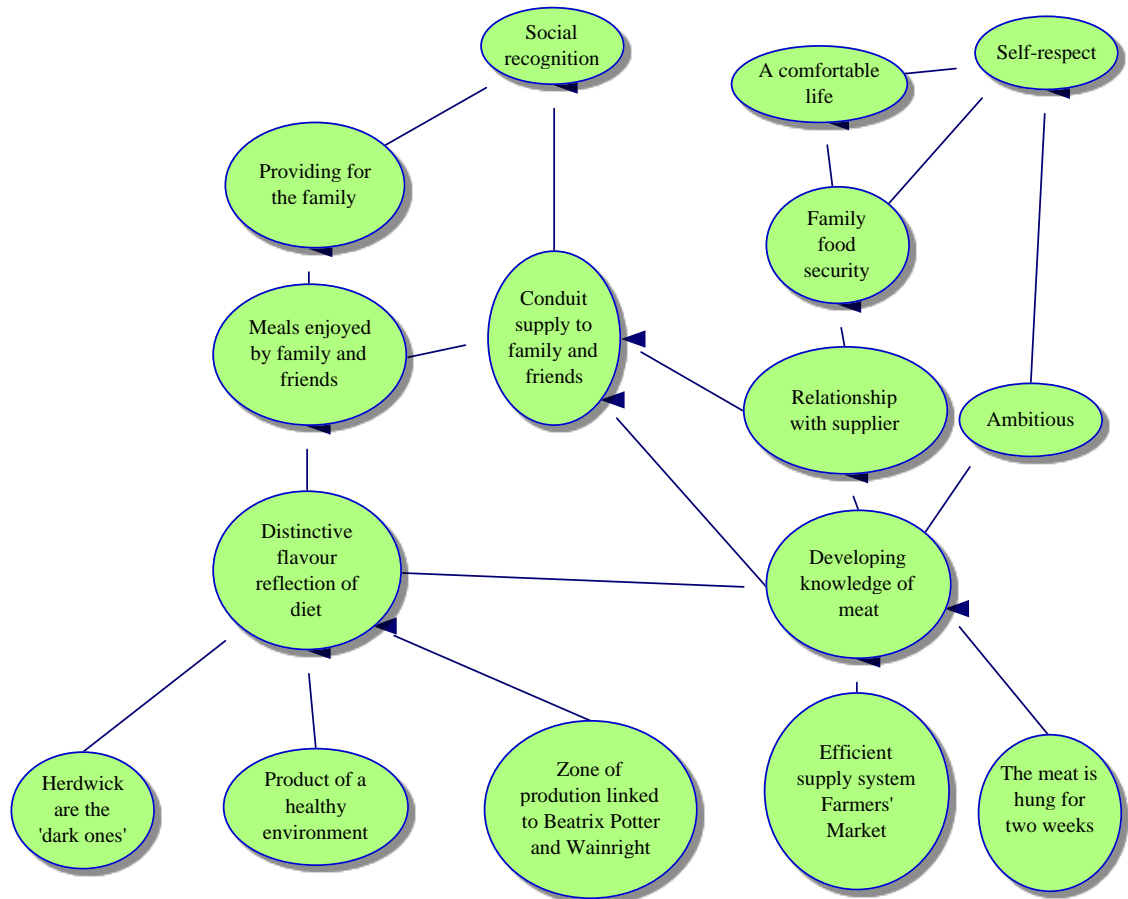 Social
recognition
A comfortable
life
Self-respect
Providing for
the family
Family
food
security
Meals enjoyed
by family and
friends
Conduit
supply to
family and
friends
Relationship
with supplier
Ambitious
Distinctive
flavour
reflection of
diet
Developing
knowledge of
meat
Herdwick
are the
'dark ones'
Product of a
healthy
environment
Zone of
prodution linked
to Beatrix Potter
and Wainright
Efficient
supply system
Farmers'
Market
The meat is
hung for
two weeks